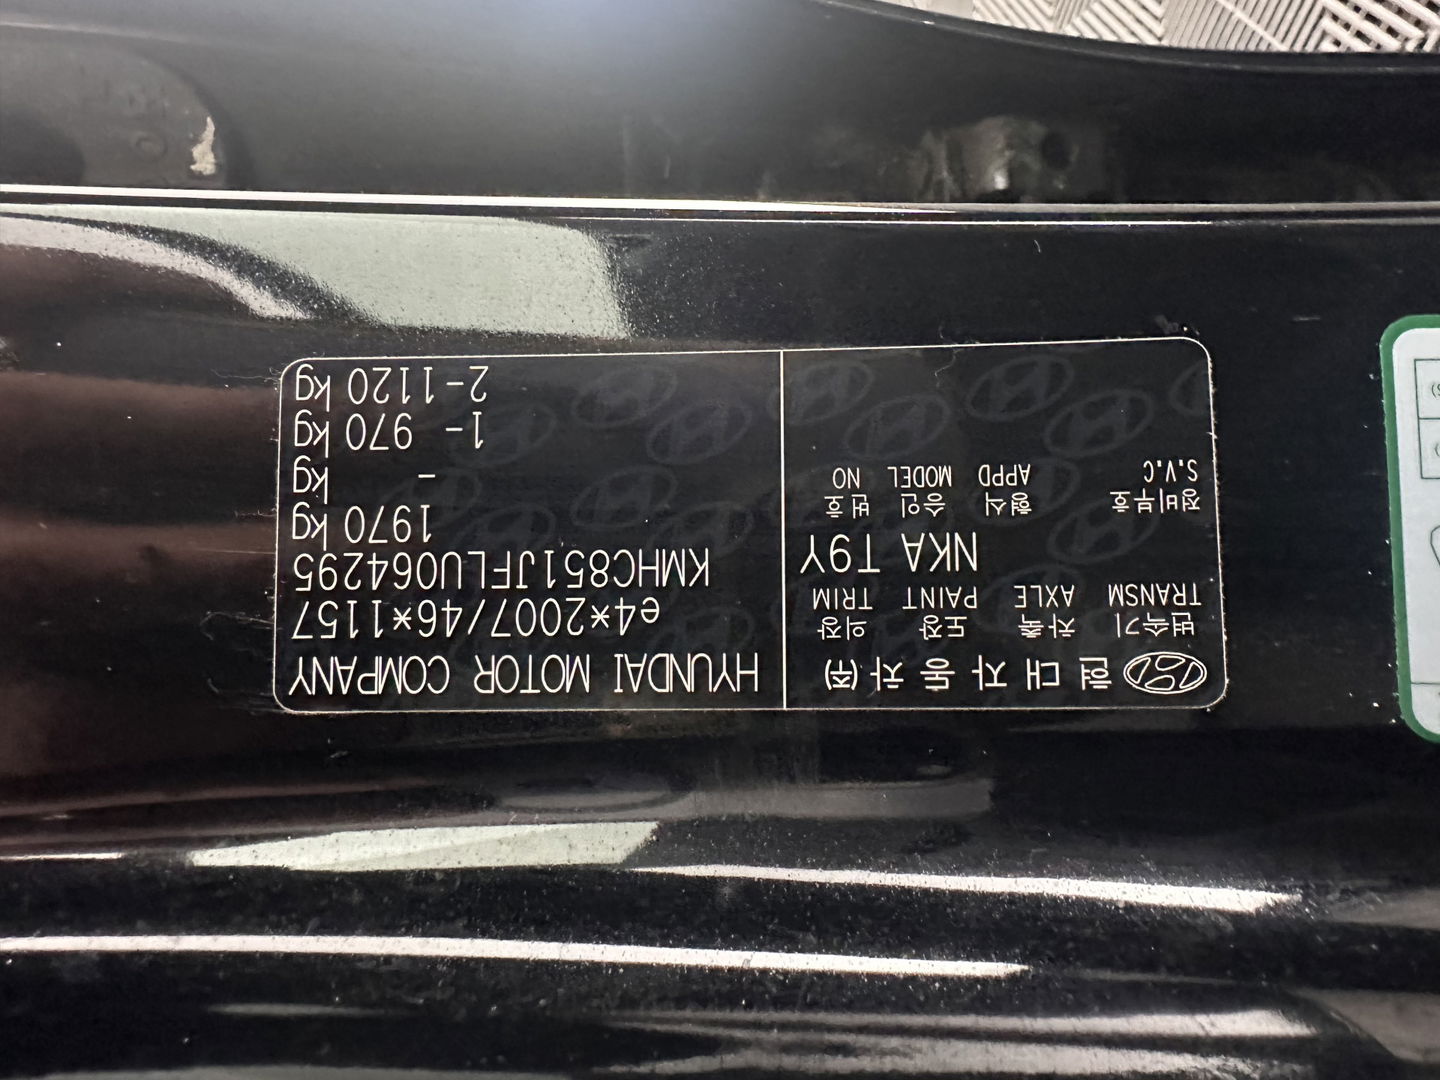 현대자동차(주)
변속기 차축 도장 의장
TRANSM AXLE PAINT TRIM
NKA T9Y
정비부호 형식 승인 번호
S.V.C APPD MODEL NO
HYUNDAI MOTOR COMPANY
e4*2007/46*1157
KMHC851JFLU064295
1970 kg
- kg
1- 970 kg
2-1120 kg